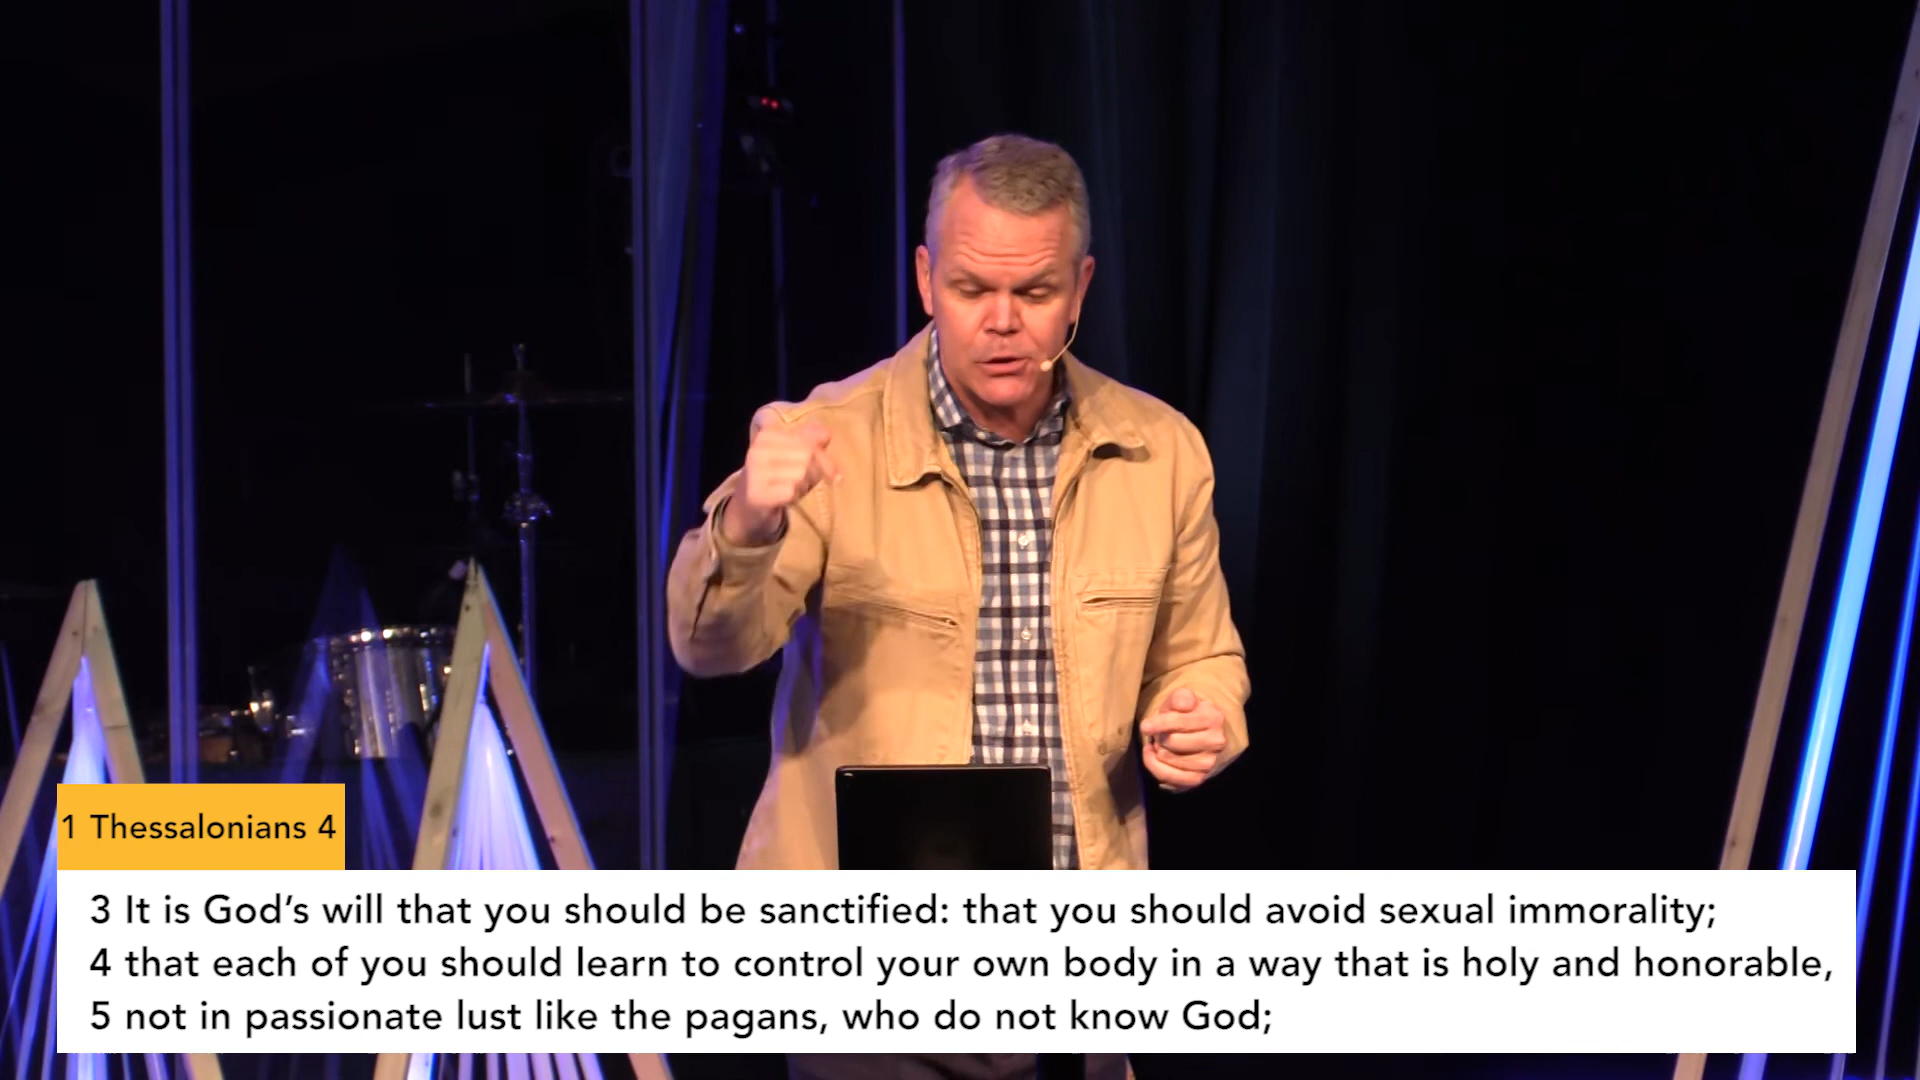 1 Thessalonians 4
3 It is God’s will that you should be sanctified: that you should avoid sexual immorality;
4 that each of you should learn to control your own body in a way that is holy and honorable,
5 not in passionate lust like the pagans, who do not know God;